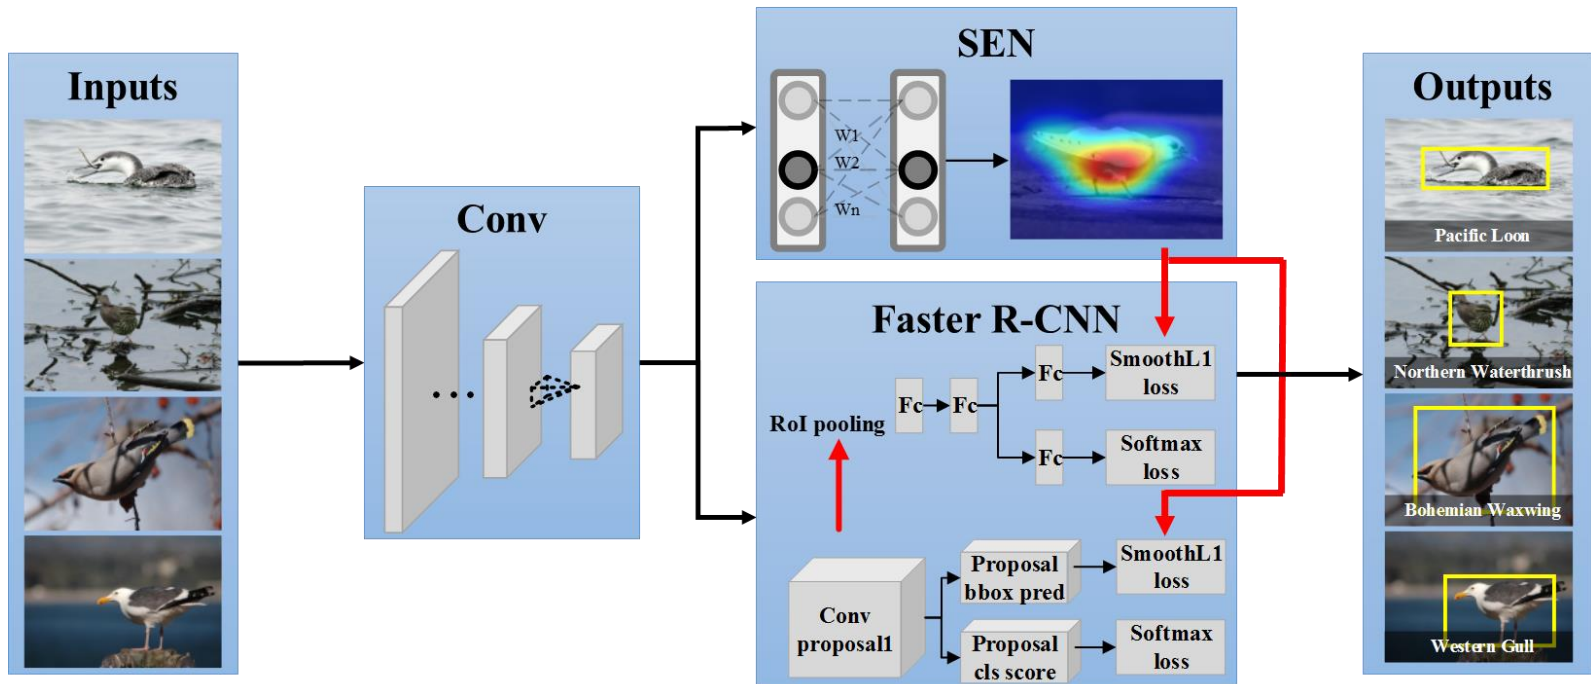 Inputs
Conv
SEN
W1
W2
Wn
Faster R-CNN
RoI pooling
Fc
Fc
Fc
SmoothL1
loss
Fc
Softmax
loss
Conv
proposal1
Proposal
bbox pred
SmoothL1
loss
Proposal
cls score
Softmax
loss
Outputs
Pacific Loon
Northern Waterthrush
Bohemian Waxwing
Western Gull